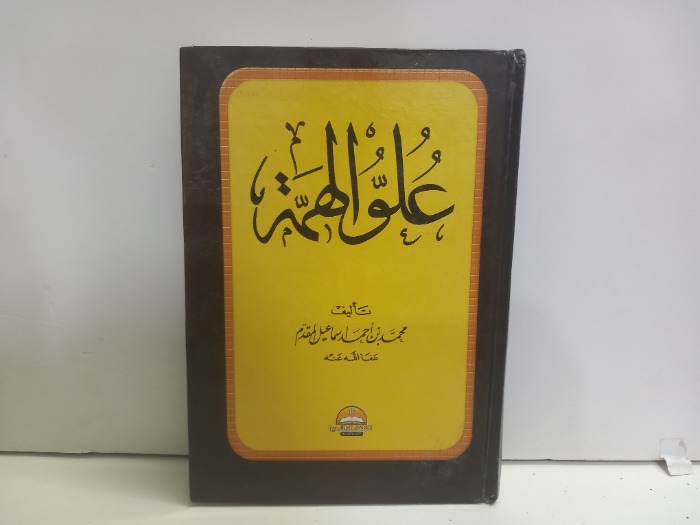 علو الهمة
تأليف
محمد بن أحمد إسماعيل المقدم
عفا الله عنه